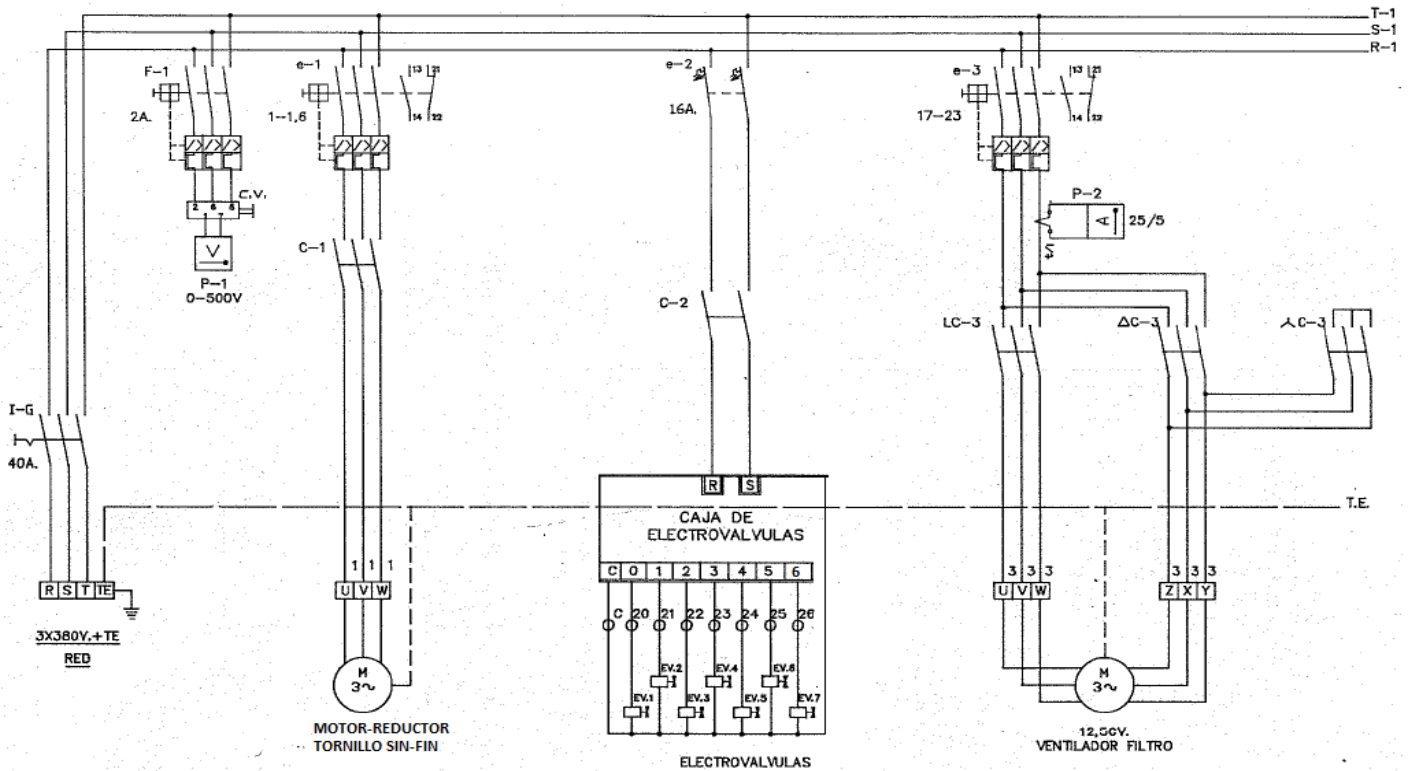 T-1
S-1
R-1
F-1
2A.
e-1
1--1,6
13 21
14 22
e-2
16A.
e-3
17-23
13 21
14 22
2 6 8
C.V.
1 7
V
P-1
0-500V
P-2
A
25/5
C-1
C-2
LC-3
ΔC-3
⅄C-3
I-G
40A.
R S
CAJA DE
ELECTROVALVULAS
T.E.
C 0 1 2 3 4 5 6
C 20 21 22 23 24 25 26
EV.1 EV.2 EV.3 EV.4 EV.5 EV.6 EV.7
ELECTROVALVULAS
R S T TE
3X380V.+TE
RED
1 1 1
U V W
M
3~
MOTOR-REDUCTOR
TORNILLO SIN-FIN
3 3 3
U V W
3 3 3
Z X Y
M
3~
12,5CV.
VENTILADOR FILTRO